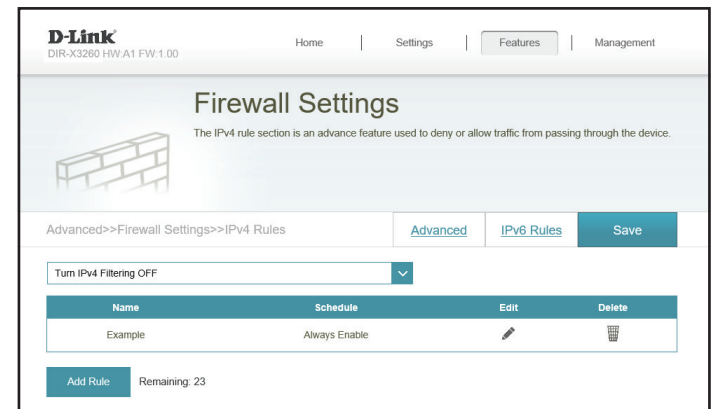 D-Link
DIR-X3260 HW:A1 FW:1.00
Home
Settings
Features
Management
Firewall Settings
The IPv4 rule section is an advance feature used to deny or allow traffic from passing through the device.
Advanced>>Firewall Settings>>IPv4 Rules
Advanced
IPv6 Rules
Save
Turn IPv4 Filtering OFF
Name Schedule Edit Delete
Example Always Enable
Add Rule Remaining: 23